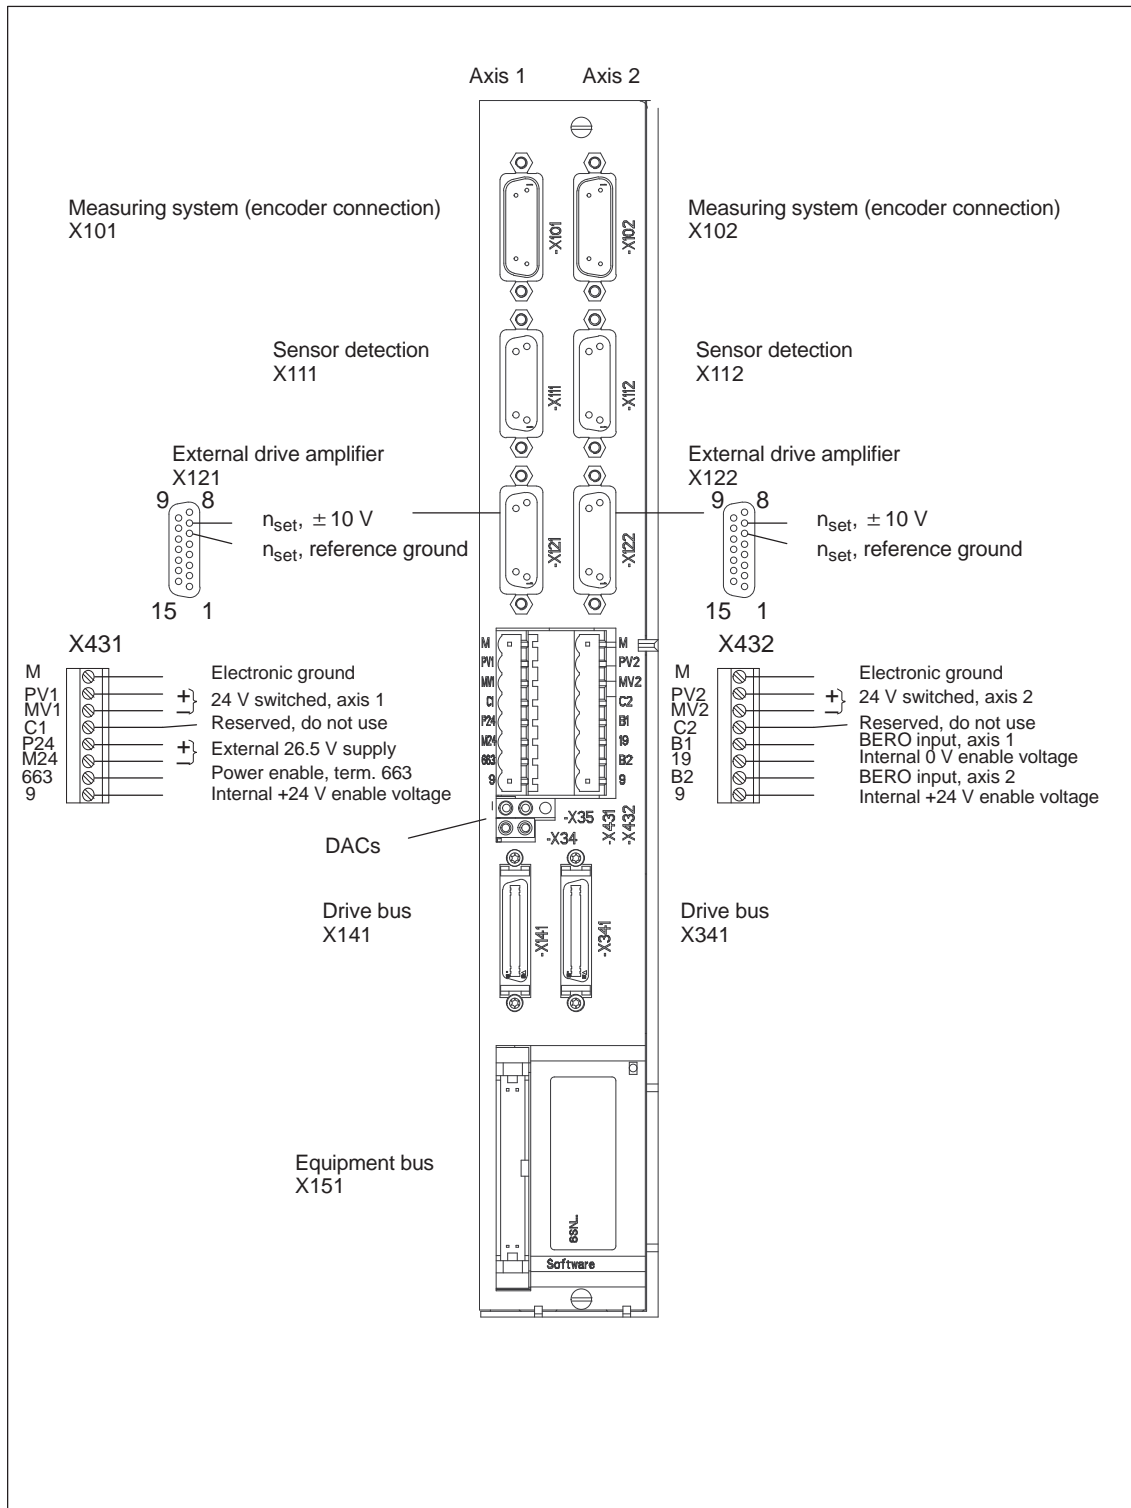 Axis 1 Axis 2
Measuring system (encoder connection)
X101
Measuring system (encoder connection)
X102
-X101
-X102
Sensor detection
X111
Sensor detection
X112
-X111
-X112
External drive amplifier
X121
9 8
nset, ± 10 V
nset, reference ground
15 1
External drive amplifier
X122
9 8
nset, ± 10 V
nset, reference ground
15 1
-X121
-X122
X431
M Electronic ground
PV1 + 24 V switched, axis 1
MV1 –
C1 Reserved, do not use
P24 + External 26.5 V supply
M24 –
663 Power enable, term. 663
9 Internal +24 V enable voltage
M
PV1
MV1
C1
P24
M24
663
9
M
PV2
MV2
C2
B1
19
B2
9
X432
M Electronic ground
PV2 + 24 V switched, axis 2
MV2 –
C2 Reserved, do not use
B1 BERO input, axis 1
19 Internal 0 V enable voltage
B2 BERO input, axis 2
9 Internal +24 V enable voltage
-X35
-X34
-X431
-X432
DACs
Drive bus
X141
-X141
-X341
Drive bus
X341
Equipment bus
X151
6SN1.
Software